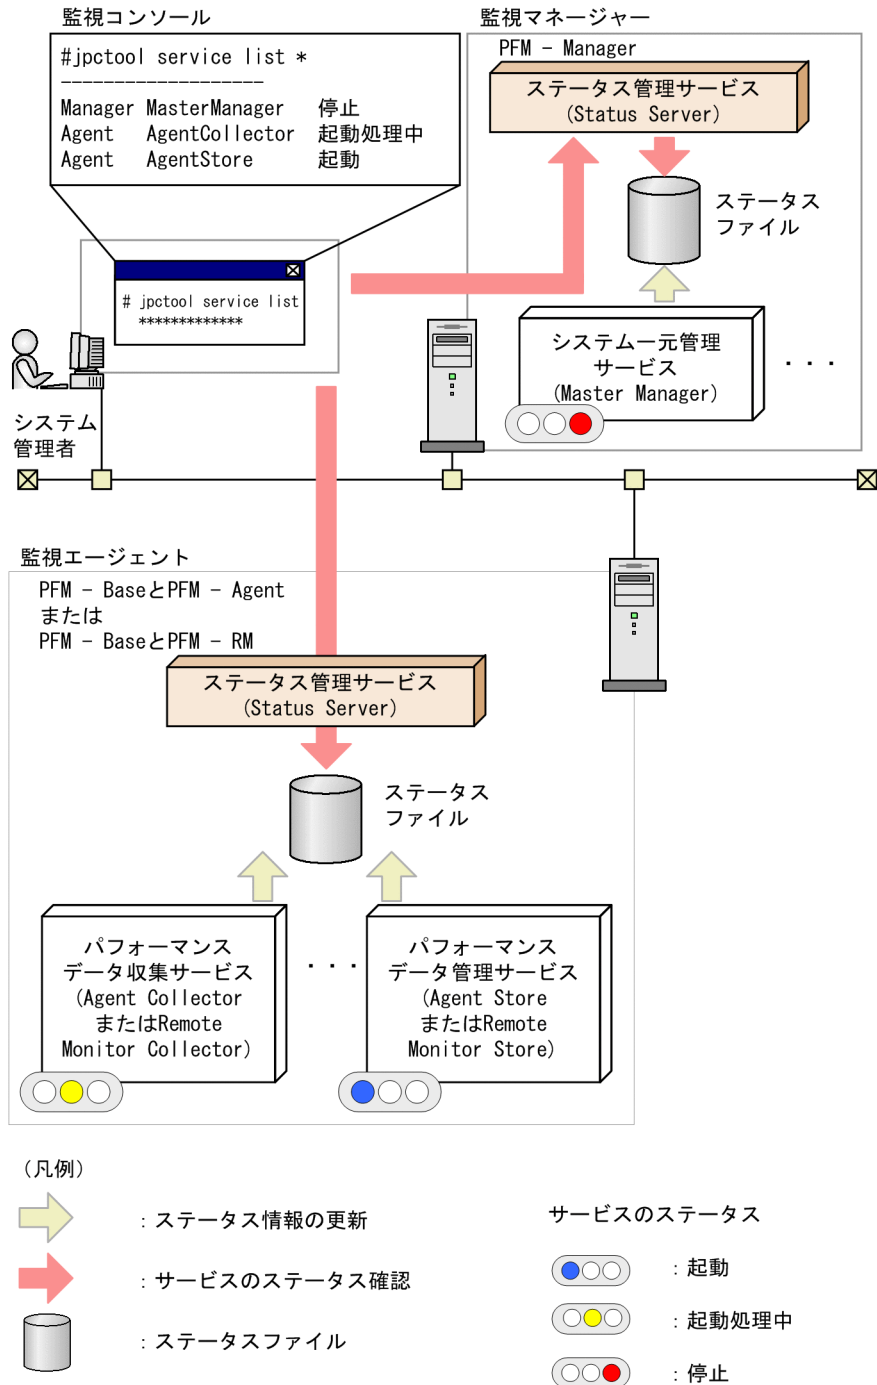 監視コンソール
#jpctool service list *
-------------------
Manager MasterManager 停止
Agent AgentCollector 起動処理中
Agent AgentStore 起動
# jpctool service list
*************
システム
管理者
監視マネージャー
PFM - Manager
ステータス管理サービス
(Status Server)
ステータス
ファイル
システム一元管理
サービス
(Master Manager)
・・・
監視エージェント
PFM - BaseとPFM - Agent
または
PFM - BaseとPFM - RM
ステータス管理サービス
(Status Server)
ステータス
ファイル
パフォーマンス
データ収集サービス
(Agent Collector
またはRemote
Monitor Collector)
・・・
パフォーマンス
データ管理サービス
(Agent Store
またはRemote
Monitor Store)
(凡例)
：ステータス情報の更新
：サービスのステータス確認
：ステータスファイル
サービスのステータス
：起動
：起動処理中
：停止